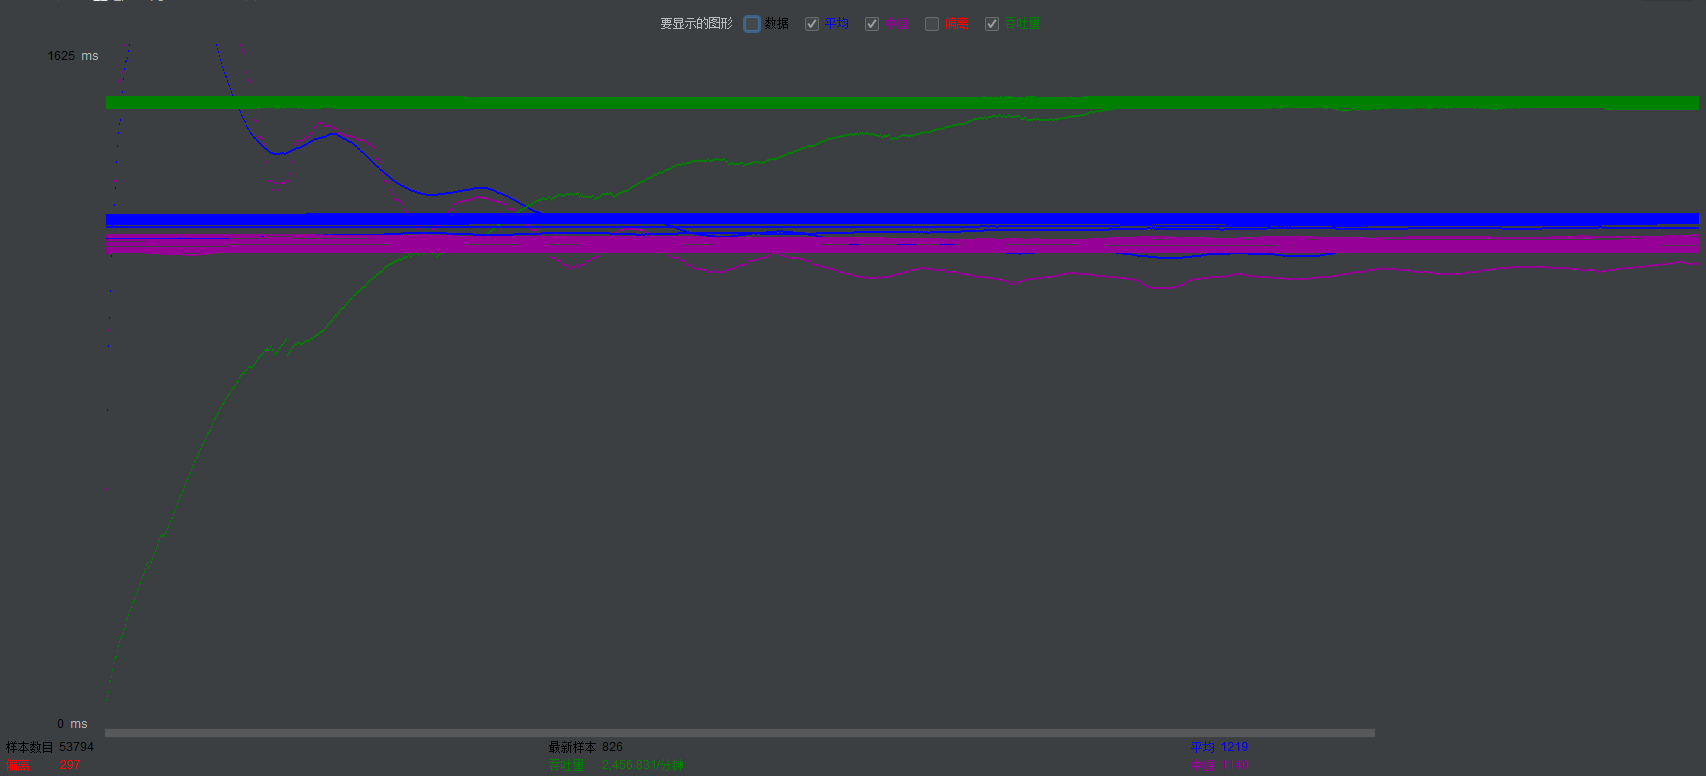 要显示的图形 数据 平均 中值 偏离 吞吐量
1625 ms
0 ms
样本数目 53794 最新样本 826 平均 1219
偏离 297 吞吐量 2,456.831/分钟 中值 1140